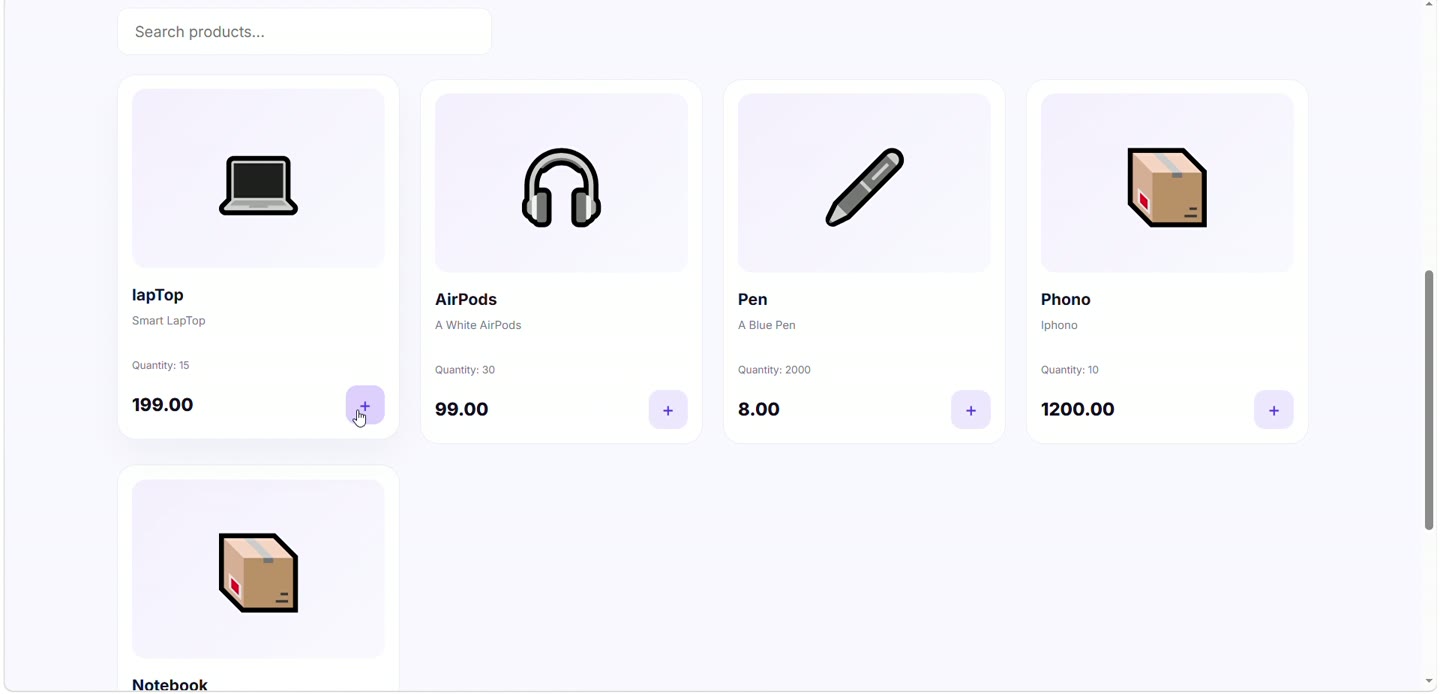 Search products...
lapTop
Smart LapTop
Quantity: 15
199.00
+
AirPods
A White AirPods
Quantity: 30
99.00
+
Pen
A Blue Pen
Quantity: 2000
8.00
+
Phono
Iphono
Quantity: 10
1200.00
+
Notebook